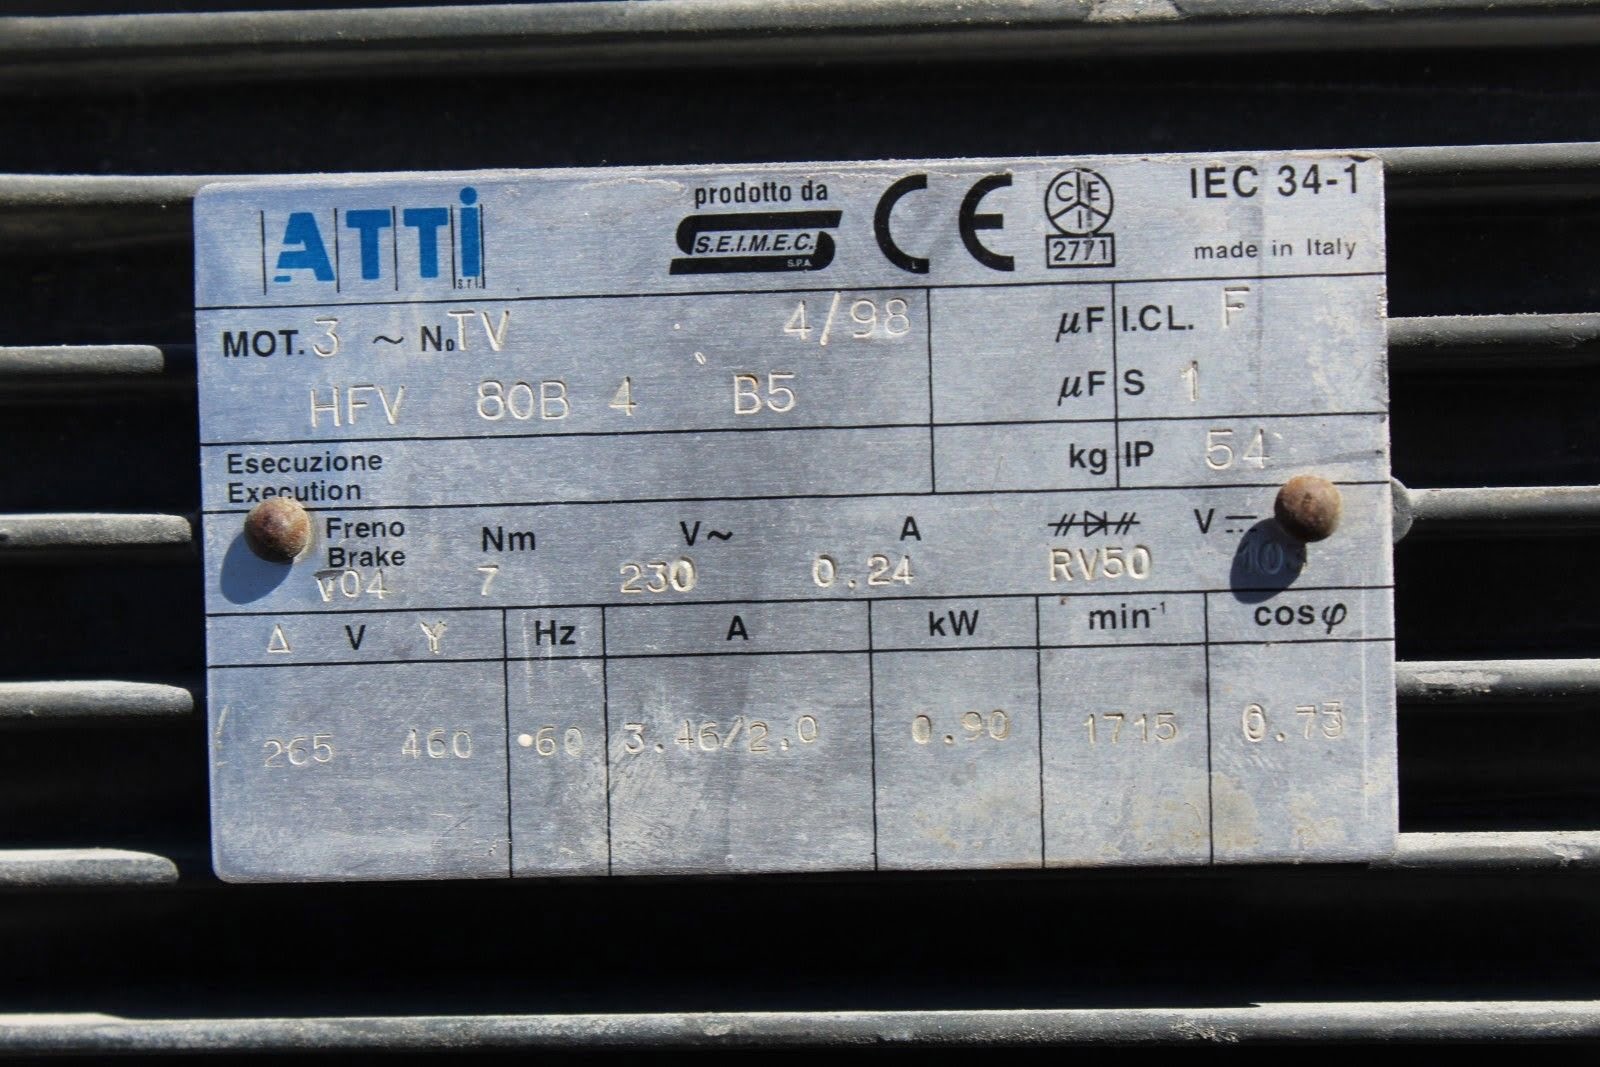 ATTi s.r.l.
prodotto da
S.E.I.M.E.C. S.P.A.
CE
CEI
2771
IEC 34-1
made in Italy
MOT. 3 ~ No TV 4/98
µF I.CL. F
HFV 80B 4 B5
µF S 1
Esecuzione
Execution
kg IP 54
Freno
Brake
Nm V~ A V⎓
V04 7 230 0.24 RV50
Δ V Y Hz A kW min⁻¹ cosφ
265 460 60 3.46/2.0 0.90 1715 0.73